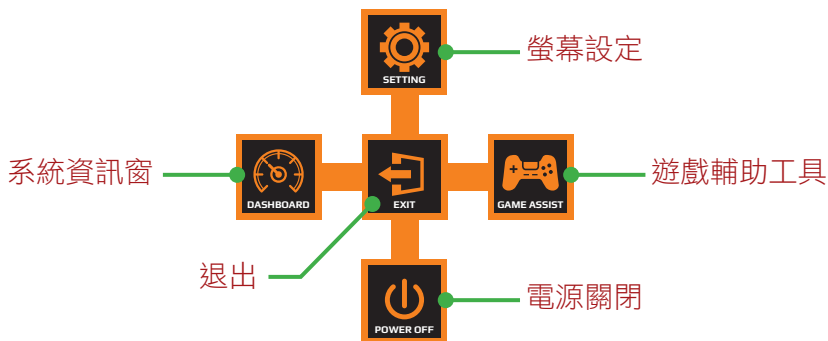 SETTING
螢幕設定
系統資訊窗
DASHBOARD
EXIT
GAME ASSIST
遊戲輔助工具
退出
POWER OFF
電源關閉